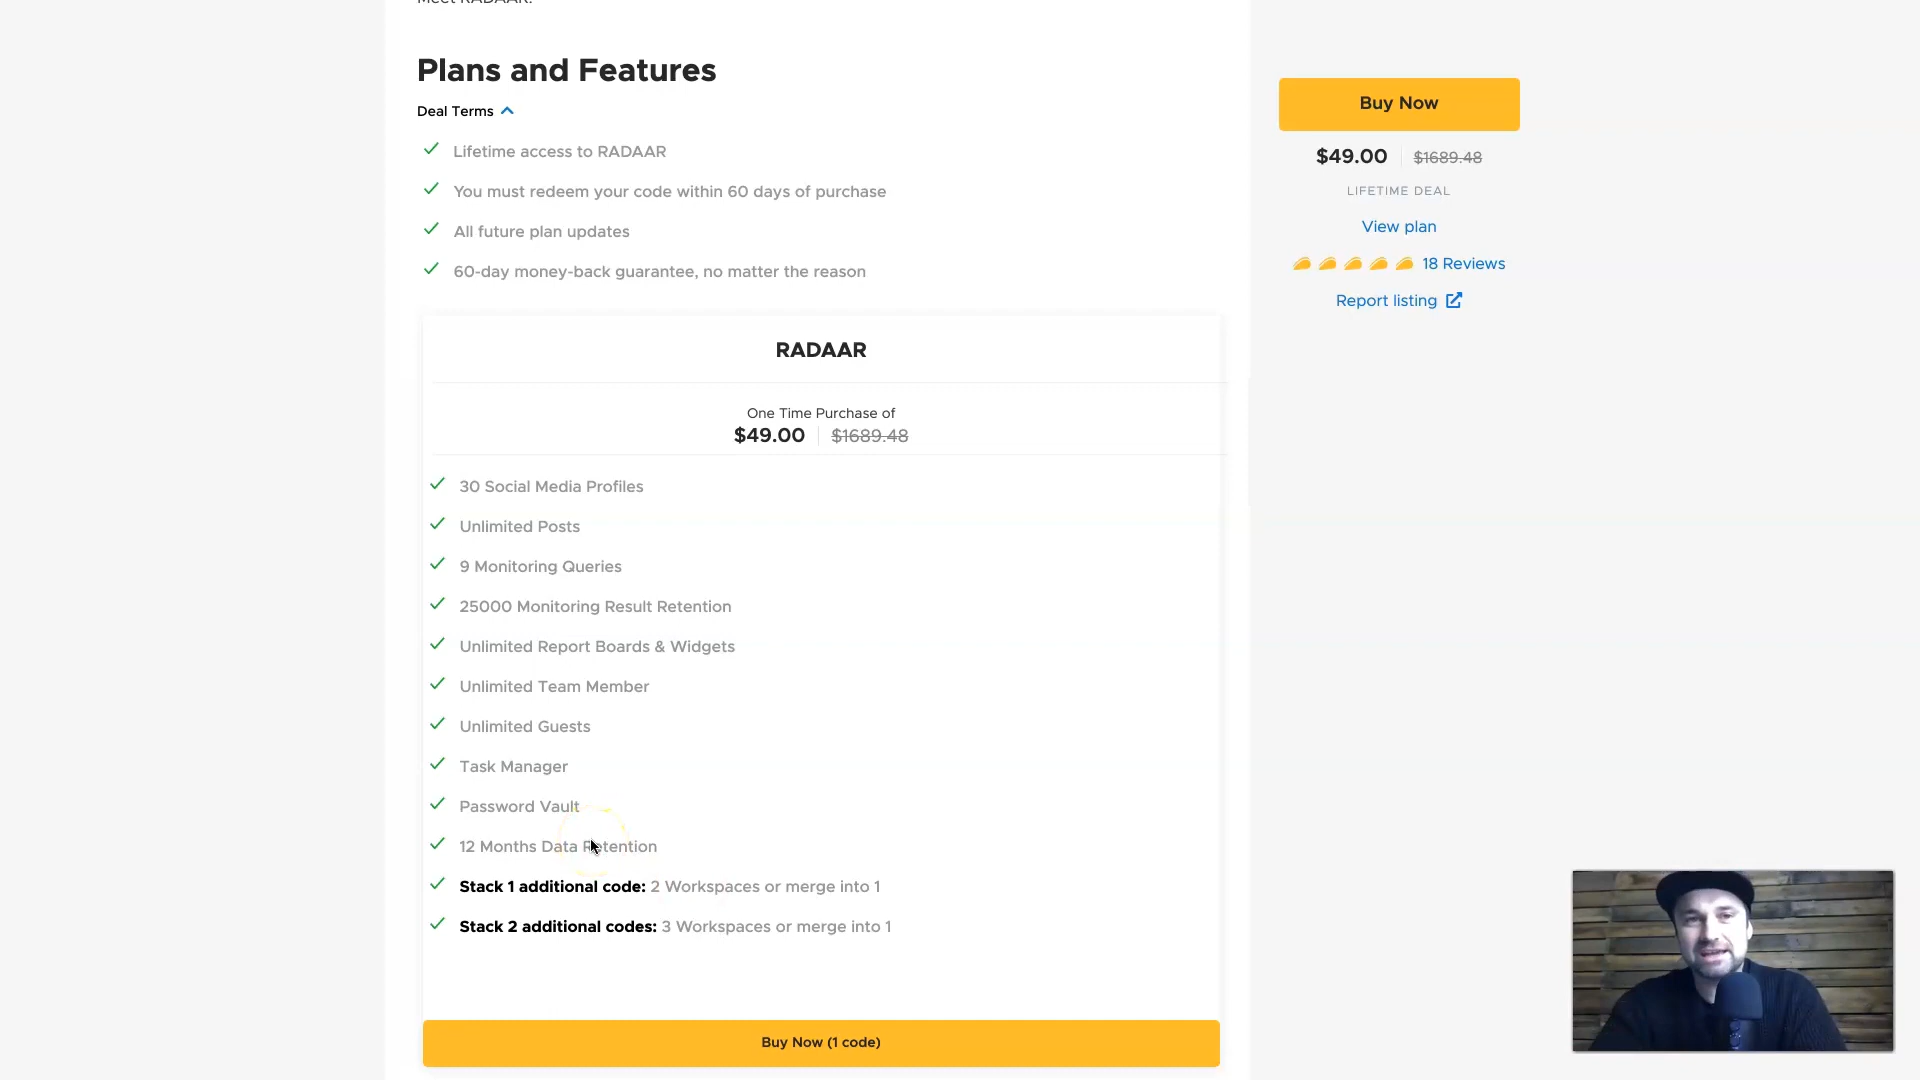 Meet RADAAR.
Plans and Features
Deal Terms
Lifetime access to RADAAR
You must redeem your code within 60 days of purchase
All future plan updates
60-day money-back guarantee, no matter the reason
RADAAR
One Time Purchase of
$49.00 $1689.48
30 Social Media Profiles
Unlimited Posts
9 Monitoring Queries
25000 Monitoring Result Retention
Unlimited Report Boards & Widgets
Unlimited Team Member
Unlimited Guests
Task Manager
Password Vault
12 Months Data Retention
Stack 1 additional code: 2 Workspaces or merge into 1
Stack 2 additional codes: 3 Workspaces or merge into 1
Buy Now (1 code)
Buy Now
$49.00 $1689.48
LIFETIME DEAL
View plan
18 Reviews
Report listing